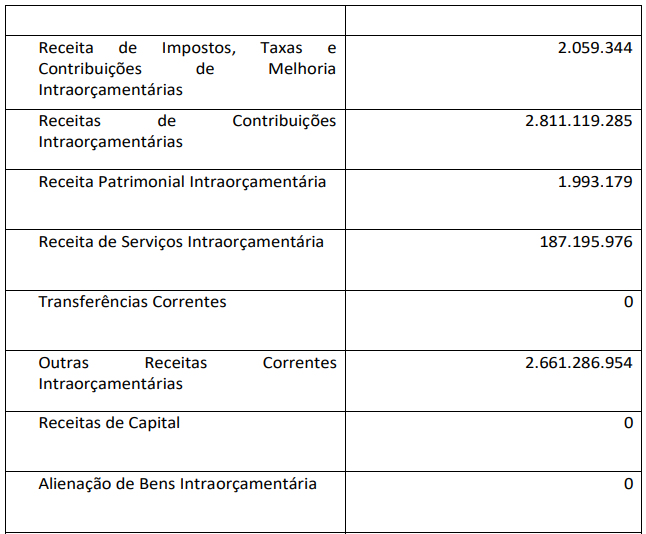 Receita de Impostos, Taxas e 2.059.344
Contribuições de Melhoria
Intraorçamentárias
Receitas de Contribuições 2.811.119.285
Intraorçamentárias
Receita Patrimonial Intraorçamentária 1.993.179
Receita de Serviços Intraorçamentária 187.195.976
Transferências Correntes 0
Outras Receitas Correntes 2.661.286.954
Intraorçamentárias
Receitas de Capital 0
Alienação de Bens Intraorçamentária 0